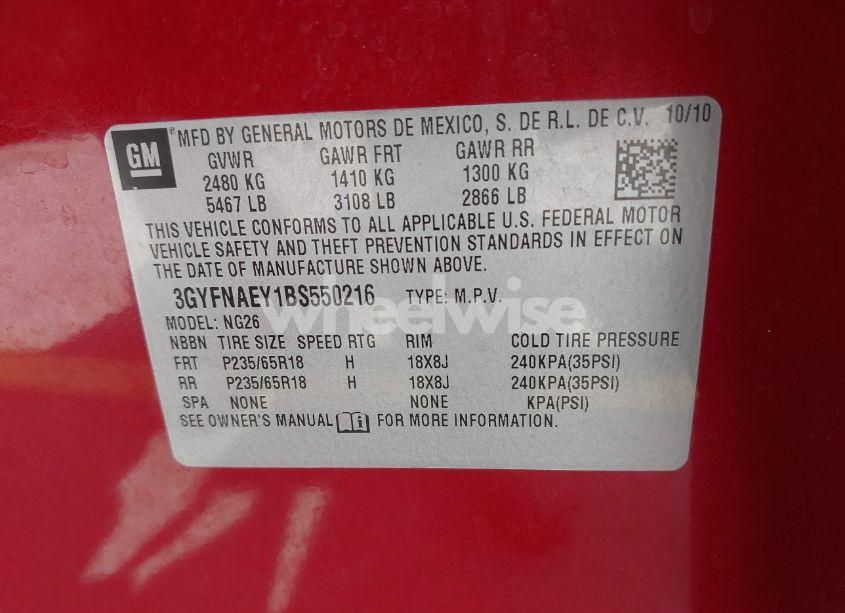 GM ® MFD BY GENERAL MOTORS DE MEXICO, S. DE R.L. DE C.V. 10/10
GVWR GAWR FRT GAWR RR
2480 KG 1410 KG 1300 KG
5467 LB 3108 LB 2866 LB
THIS VEHICLE CONFORMS TO ALL APPLICABLE U.S. FEDERAL MOTOR
VEHICLE SAFETY AND THEFT PREVENTION STANDARDS IN EFFECT ON
THE DATE OF MANUFACTURE SHOWN ABOVE.
3GYFNAEY1BS550216 TYPE: M.P.V.
wheelwise
MODEL: NG26
NBBN TIRE SIZE SPEED RTG RIM COLD TIRE PRESSURE
FRT P235/65R18 H 18X8J 240KPA(35PSI)
RR P235/65R18 H 18X8J 240KPA(35PSI)
SPA NONE NONE KPA(PSI)
SEE OWNER'S MANUAL FOR MORE INFORMATION.